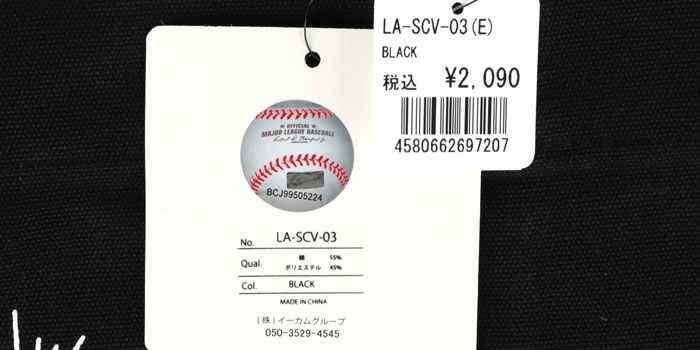 LA-SCV-03(E)
BLACK
税込 ¥2,090
4580662697207
★ OFFICIAL ★
MAJOR LEAGUE BASEBALL
BCJ99505224
No. LA-SCV-03
Qual. 綿 55%
ポリエステル 45%
Col. BLACK
MADE IN CHINA
(株)イーカムグループ
050-3529-4545